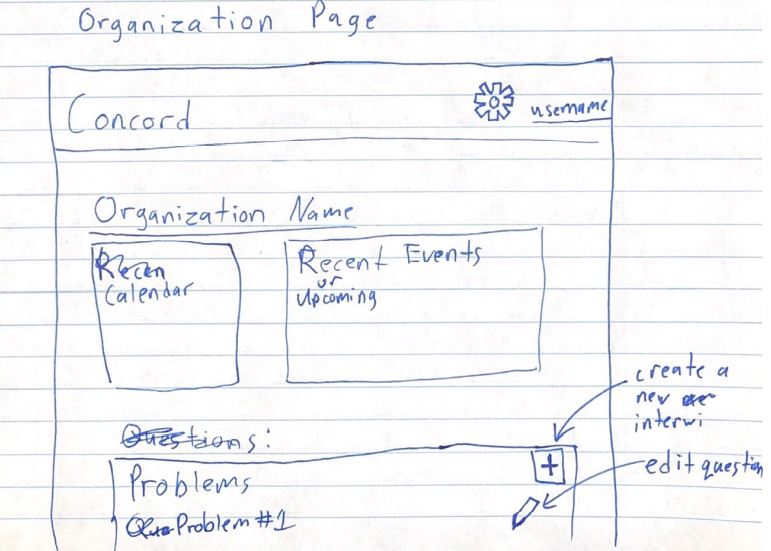 Organization Page
Concord
username
Organization Name
Calendar
Recent Events
or
Upcoming
create a
new
interwi
Questions:
Problems
+
edit question
Problem #1